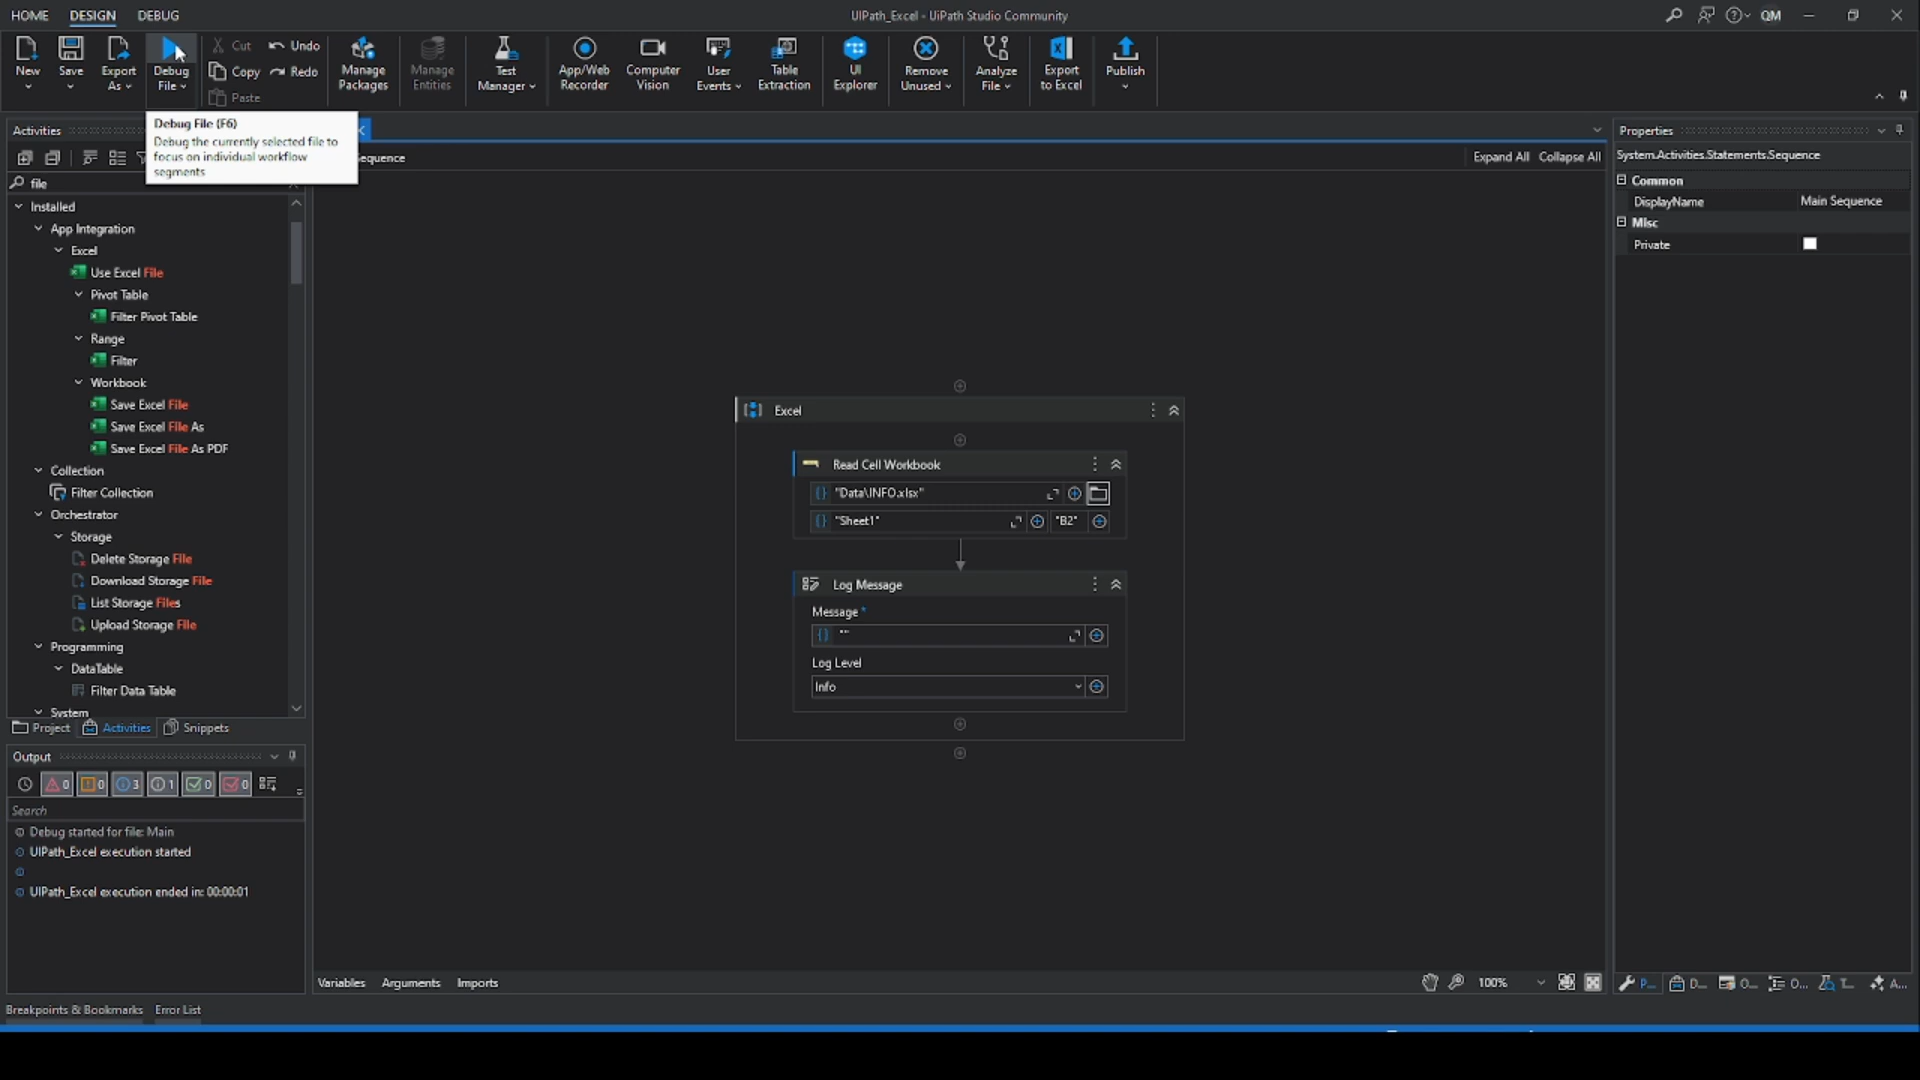 HOME DESIGN DEBUG
UIPath_Excel - UiPath Studio Community
QM
New
Save
Export As
Debug File
Cut
Copy
Paste
Undo
Redo
Manage Packages
Manage Entities
Test Manager
App/Web Recorder
Computer Vision
User Events
Table Extraction
UI Explorer
Remove Unused
Analyze File
Export to Excel
Publish
Debug File (F6)
Debug the currently selected file to
focus on individual workflow
segments
Activities
file
Installed
App Integration
Excel
Use Excel File
Pivot Table
Filter Pivot Table
Range
Filter
Workbook
Save Excel File
Save Excel File As
Save Excel File As PDF
Collection
Filter Collection
Orchestrator
Storage
Delete Storage File
Download Storage File
List Storage Files
Upload Storage File
Programming
DataTable
Filter Data Table
System
Project Activities Snippets
Output
0 0 3 1 0 0
Search
Debug started for file: Main
UIPath_Excel execution started
UIPath_Excel execution ended in: 00:00:01
Breakpoints & Bookmarks Error List
equence
Expand All Collapse All
Excel
Read Cell Workbook
"Data\INFO.xlsx"
"Sheet1" "B2"
Log Message
Message *
""
Log Level
Info
Variables Arguments Imports
100%
Properties
System.Activities.Statements.Sequence
Common
DisplayName Main Sequence
Misc
Private
P... D... O... O... T... A...